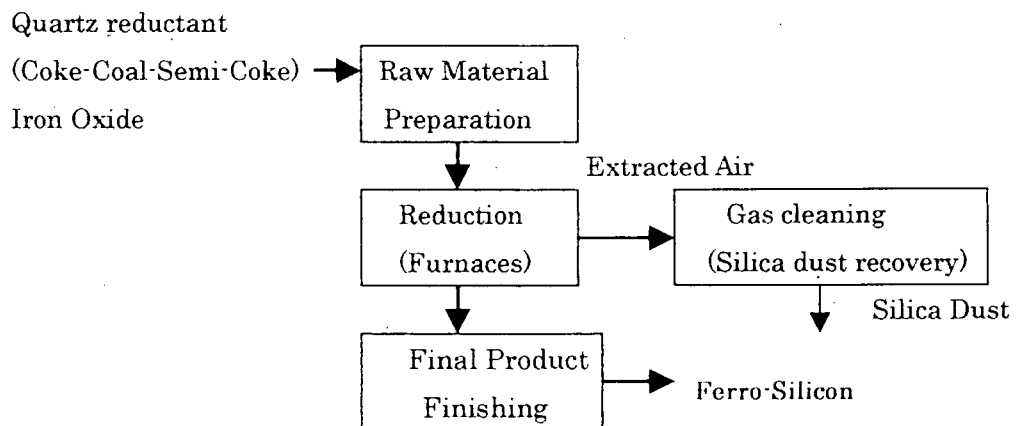 Quartz reductant
(Coke-Coal-Semi-Coke)
Iron Oxide
Raw Material
Preparation
Extracted Air
Reduction
(Furnaces)
Gas cleaning
(Silica dust recovery)
Silica Dust
Final Product
Finishing
Ferro-Silicon